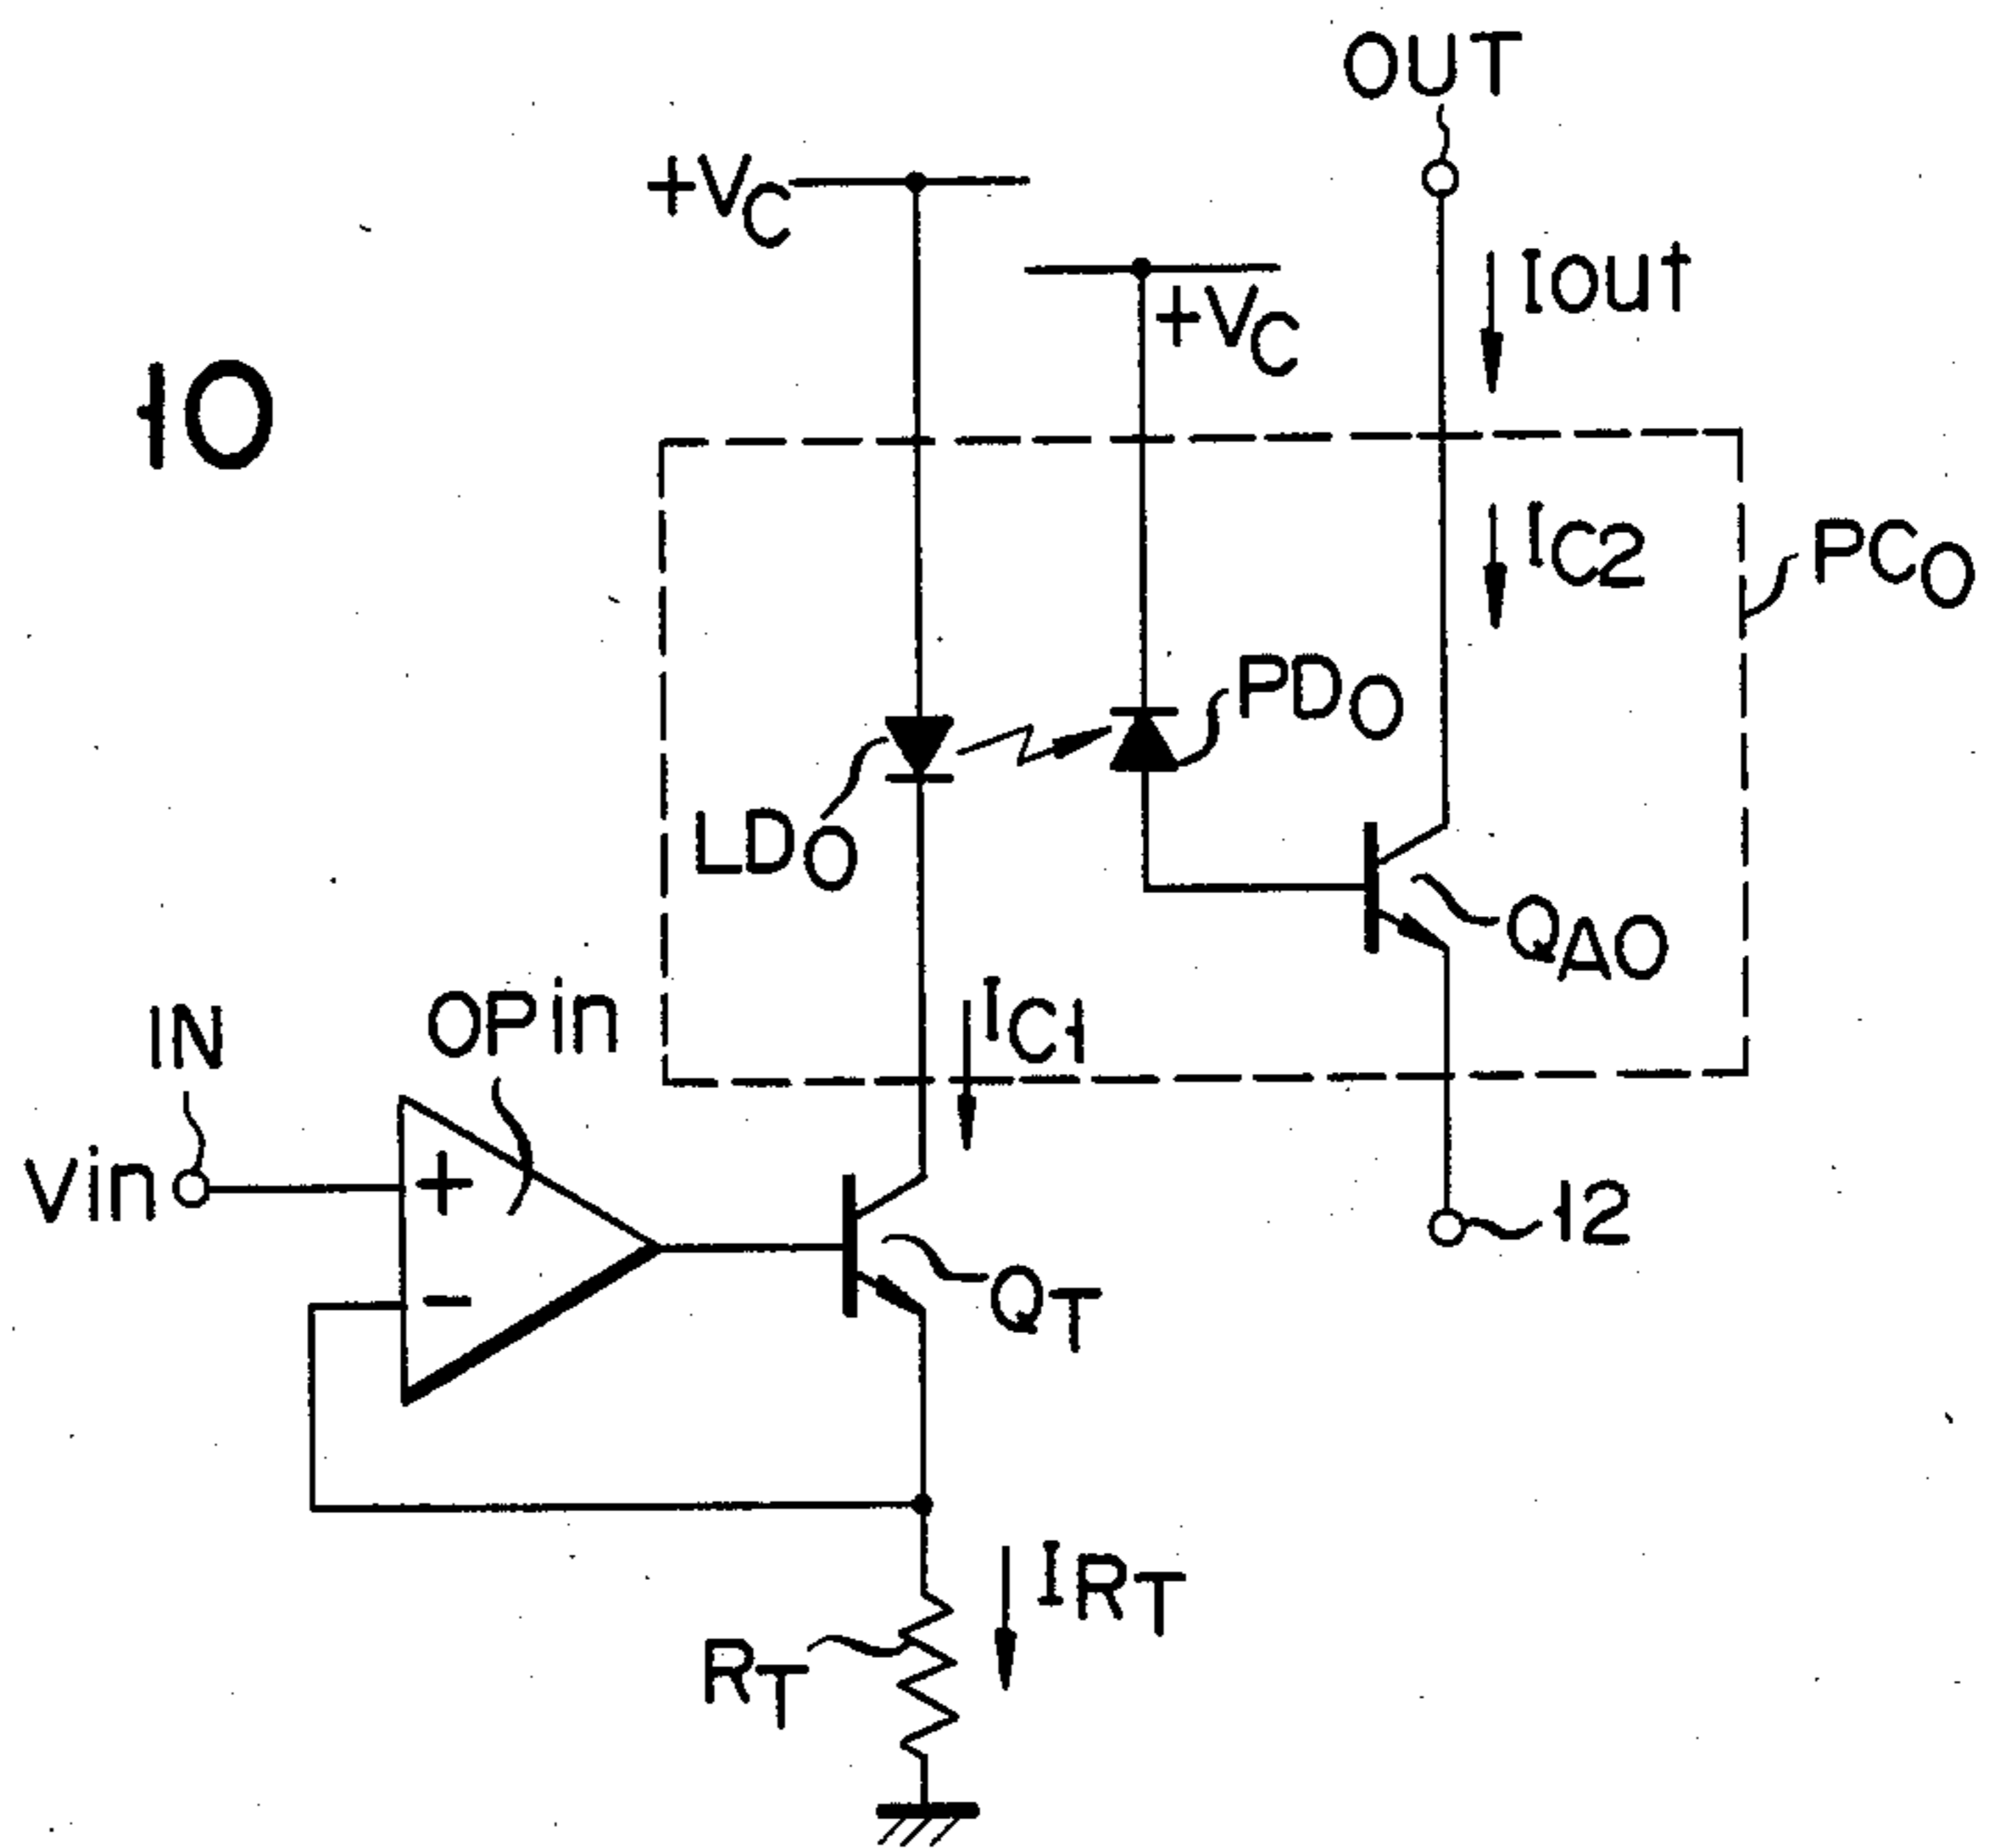 OUT
+VC
Iout
+VC
10
IC2
PCO
PDO
LDO
QAO
IC1
OPin
IN
+
Vin
12
-
QT
IRT
RT